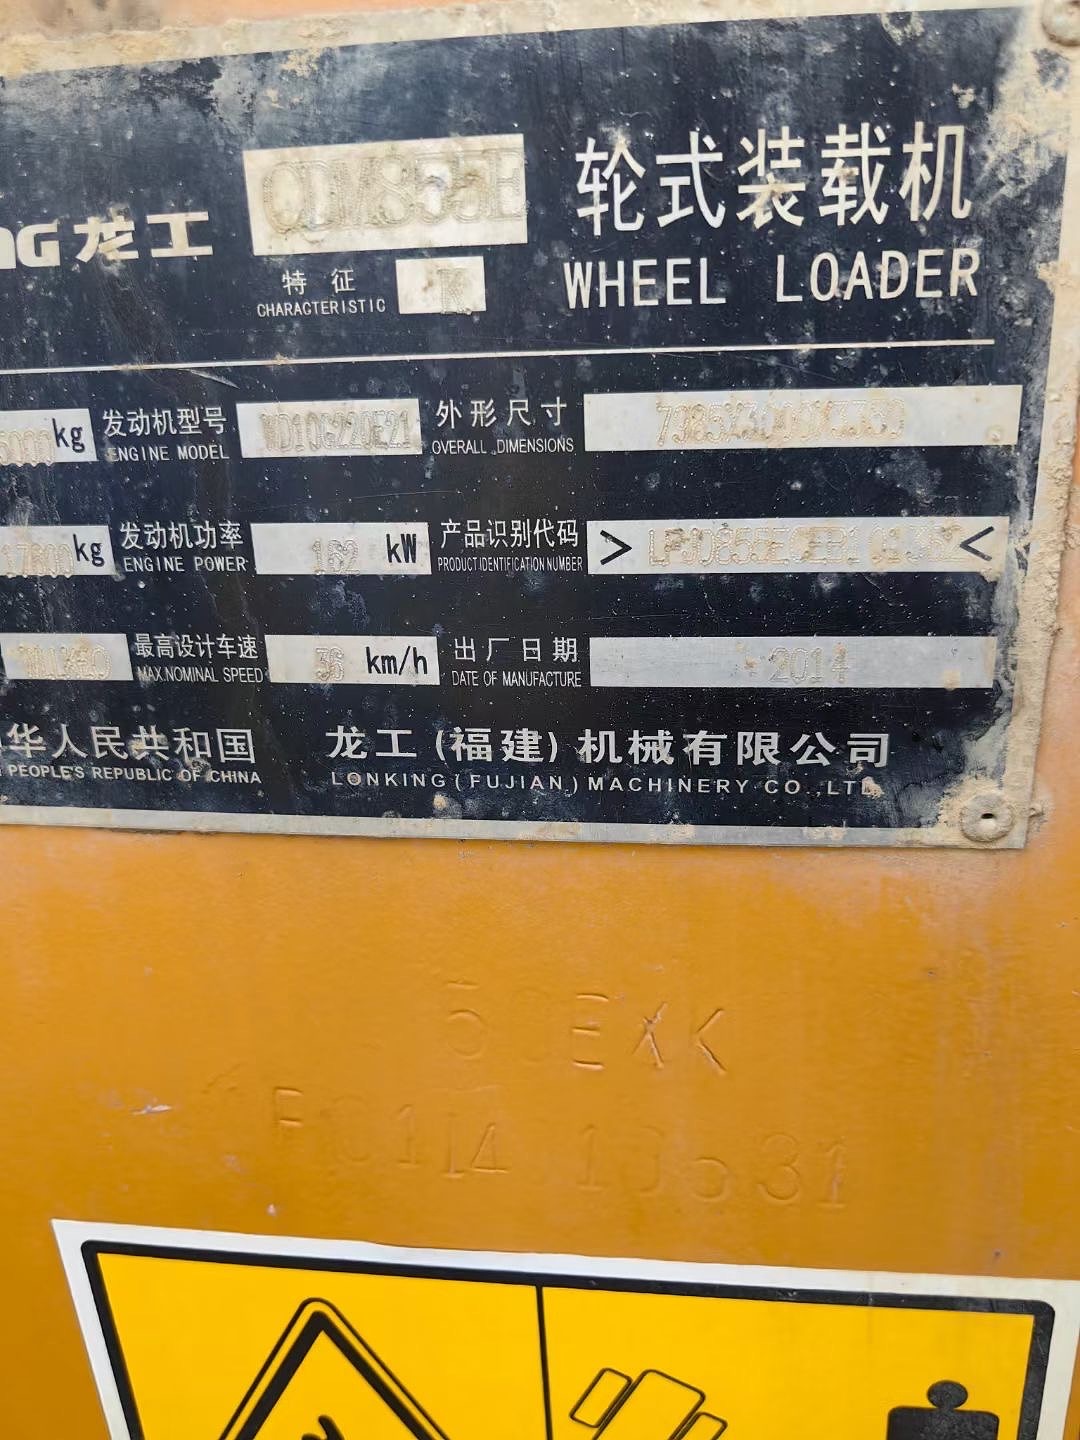 龙工 CDM855E 轮式装载机
特征 K WHEEL LOADER
CHARACTERISTIC
kg 发动机型号 WD10G220E21 外形尺寸
ENGINE MODEL OVERALL DIMENSIONS
kg 发动机功率 162 kW 产品识别代码 > <
ENGINE POWER PRODUCT IDENTIFICATION NUMBER
最高设计车速 36 km/h 出厂日期 2014
MAX.NOMINAL SPEED DATE OF MANUFACTURE
华人民共和国 龙工(福建)机械有限公司
PEOPLE'S REPUBLIC OF CHINA LONKING(FUJIAN)MACHINERY CO.,LTD.